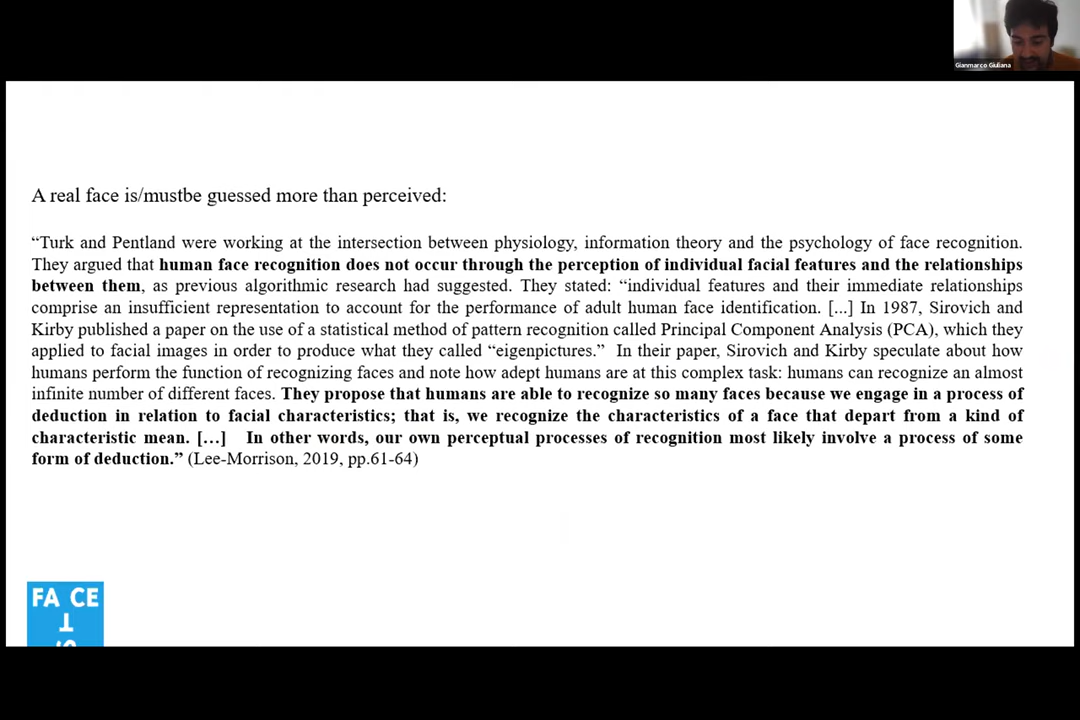 Gianmarco Giuliana
A real face is/mustbe guessed more than perceived:
“Turk and Pentland were working at the intersection between physiology, information theory and the psychology of face recognition.
They argued that human face recognition does not occur through the perception of individual facial features and the relationships
between them, as previous algorithmic research had suggested. They stated: “individual features and their immediate relationships
comprise an insufficient representation to account for the performance of adult human face identification. [...] In 1987, Sirovich and
Kirby published a paper on the use of a statistical method of pattern recognition called Principal Component Analysis (PCA), which they
applied to facial images in order to produce what they called “eigenpictures.” In their paper, Sirovich and Kirby speculate about how
humans perform the function of recognizing faces and note how adept humans are at this complex task: humans can recognize an almost
infinite number of different faces. They propose that humans are able to recognize so many faces because we engage in a process of
deduction in relation to facial characteristics; that is, we recognize the characteristics of a face that depart from a kind of
characteristic mean. […] In other words, our own perceptual processes of recognition most likely involve a process of some
form of deduction.” (Lee-Morrison, 2019, pp.61-64)
FA CE
T